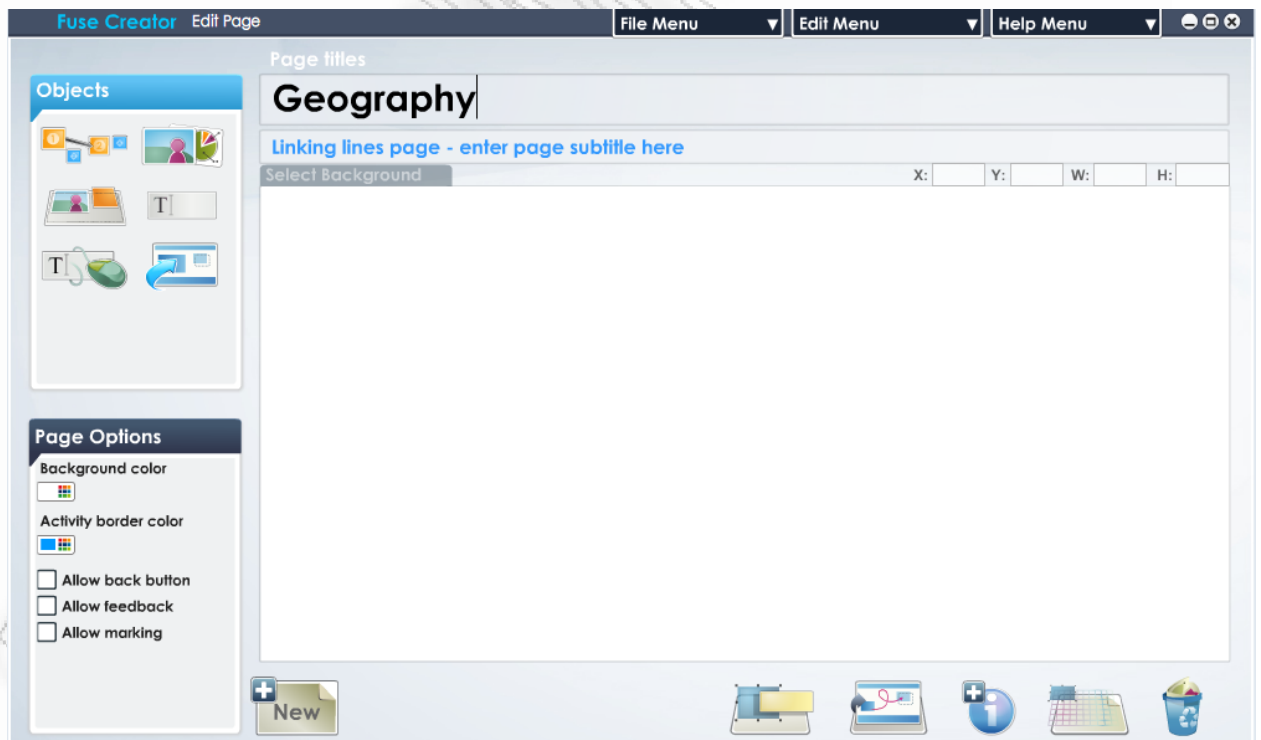 Fuse Creator Edit Page File Menu Edit Menu Help Menu
Page titles
Objects
Geography
Linking lines page - enter page subtitle here
Select Background X: Y: W: H:
1 2
T
T
Page Options
Background color
Activity border color
Allow back button
Allow feedback
Allow marking
New